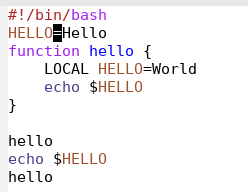 #!/bin/bash
HELLO=Hello
function hello {
    LOCAL HELLO=World
    echo $HELLO
}
hello
echo $HELLO
hello